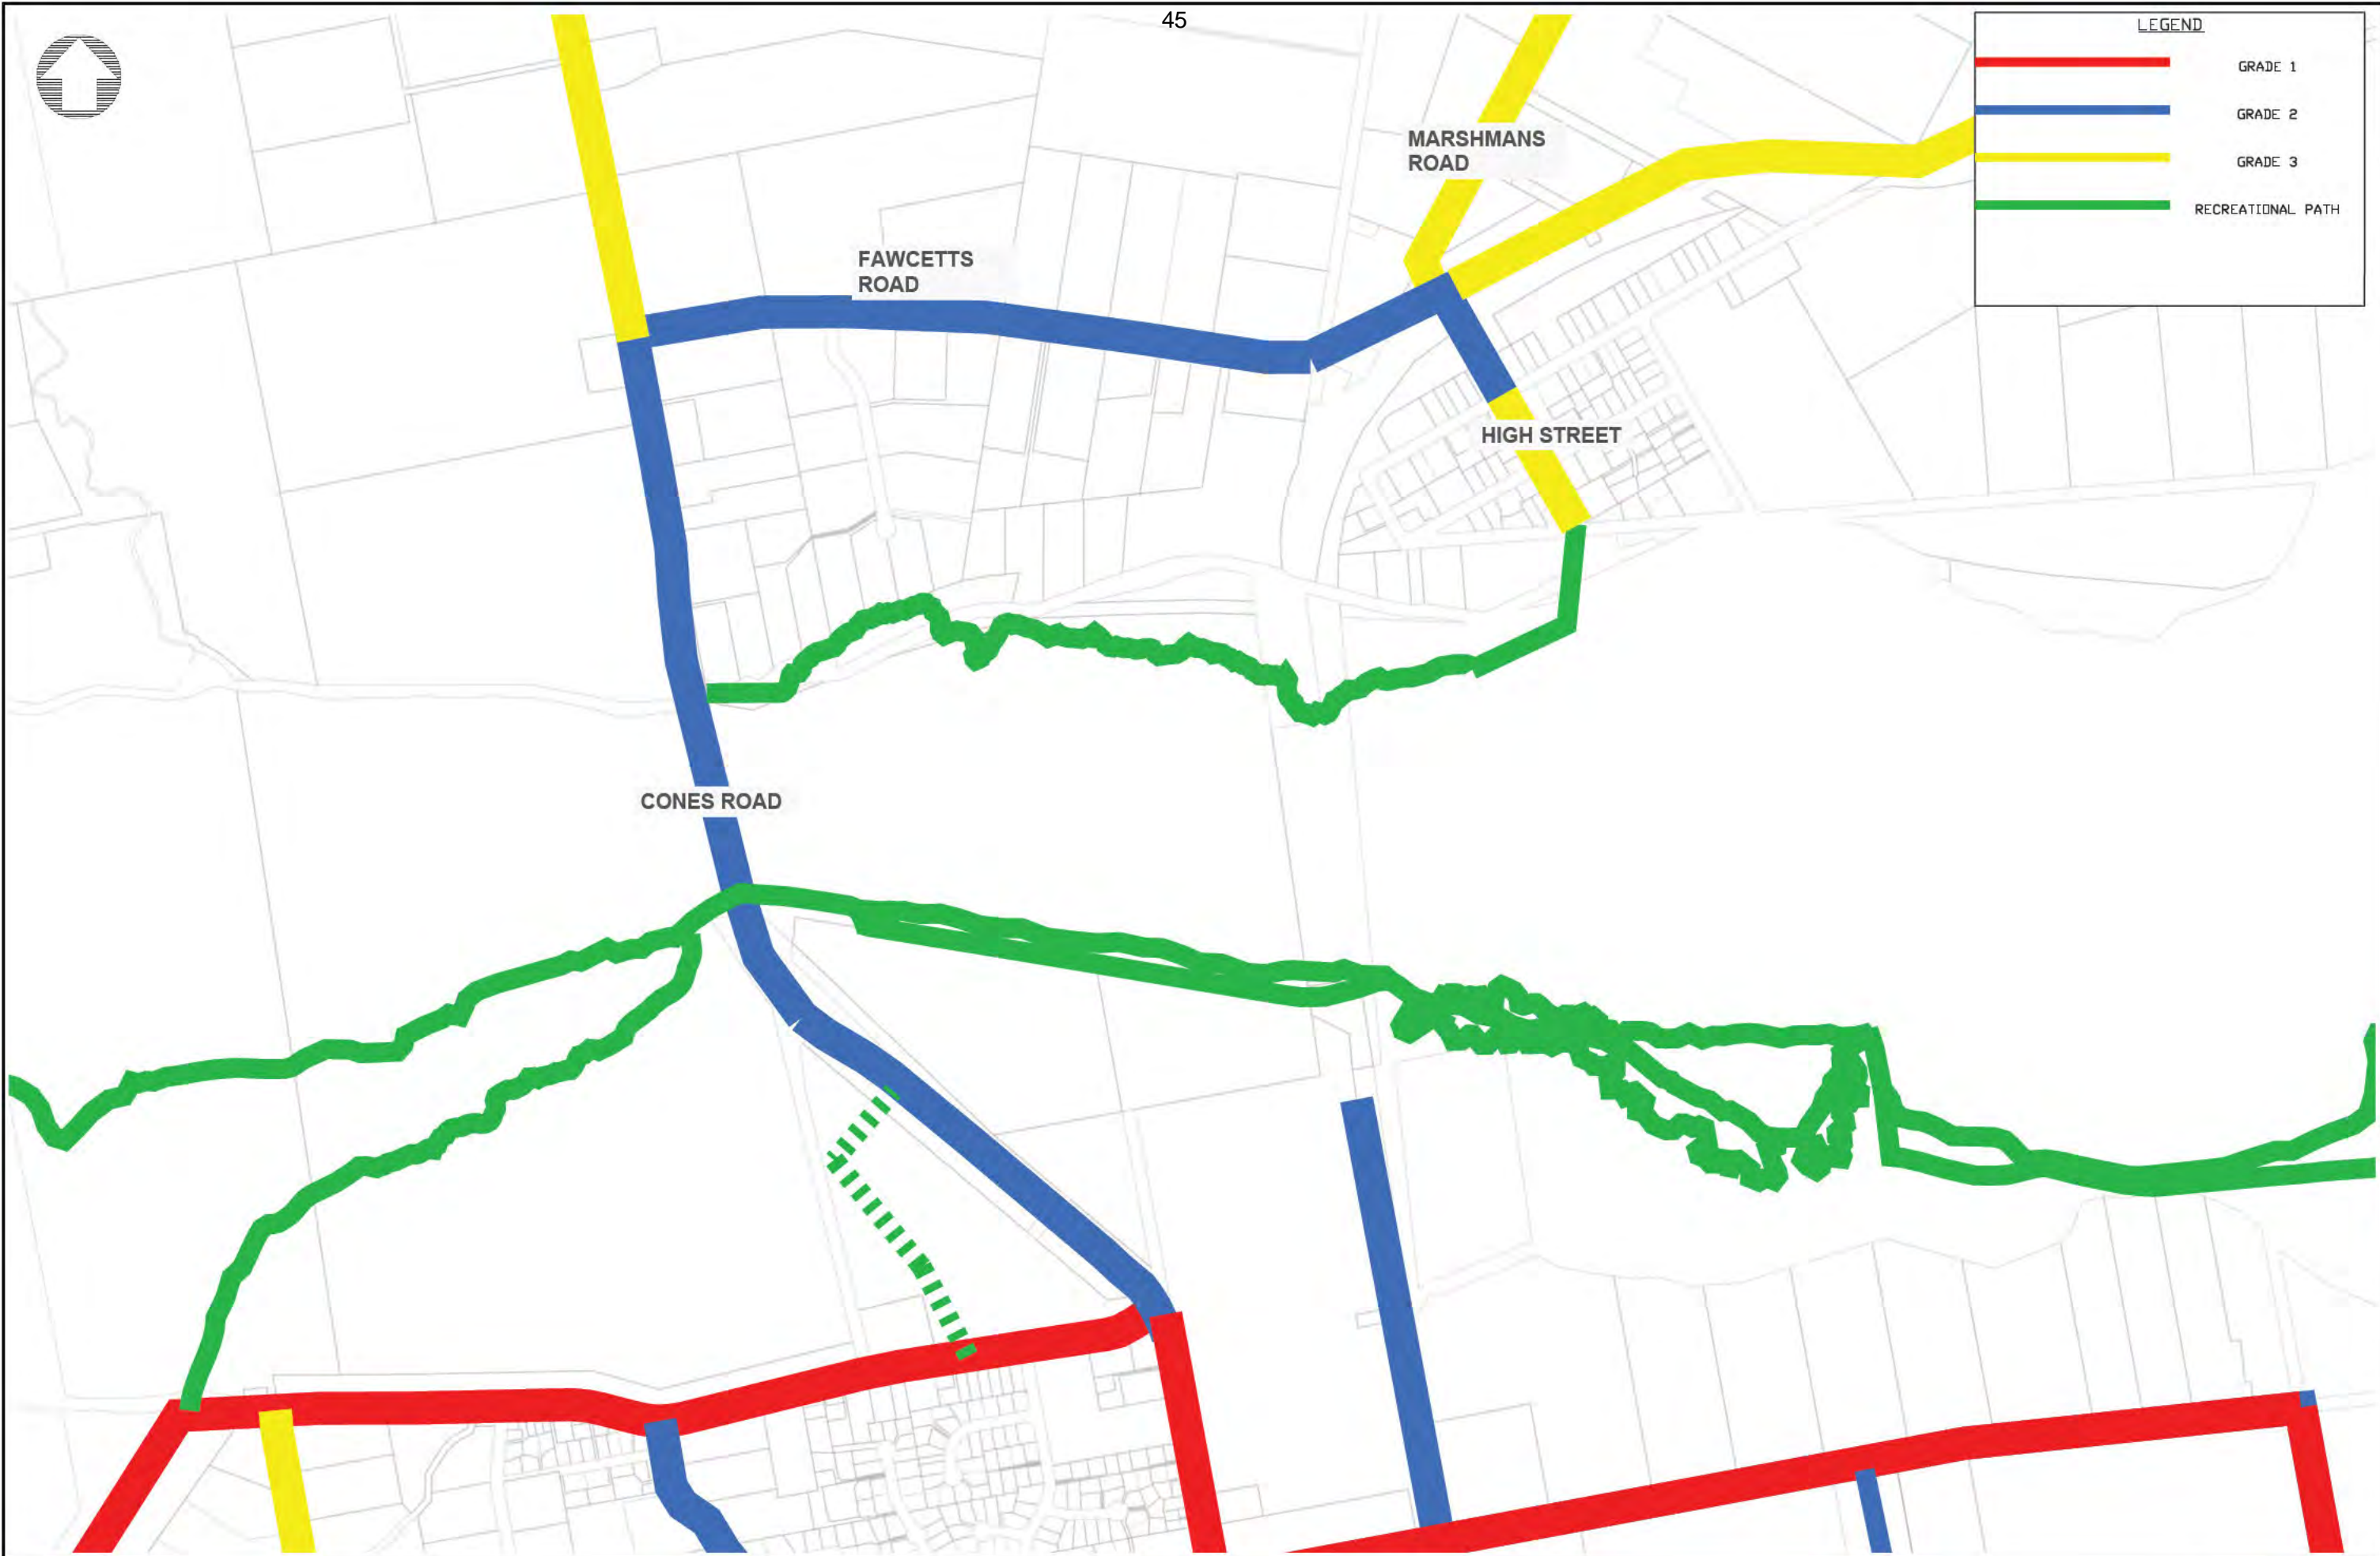 45
LEGEND
GRADE 1
GRADE 2
GRADE 3
RECREATIONAL PATH
MARSHMANS
ROAD
FAWCETTS
ROAD
HIGH STREET
CONES ROAD